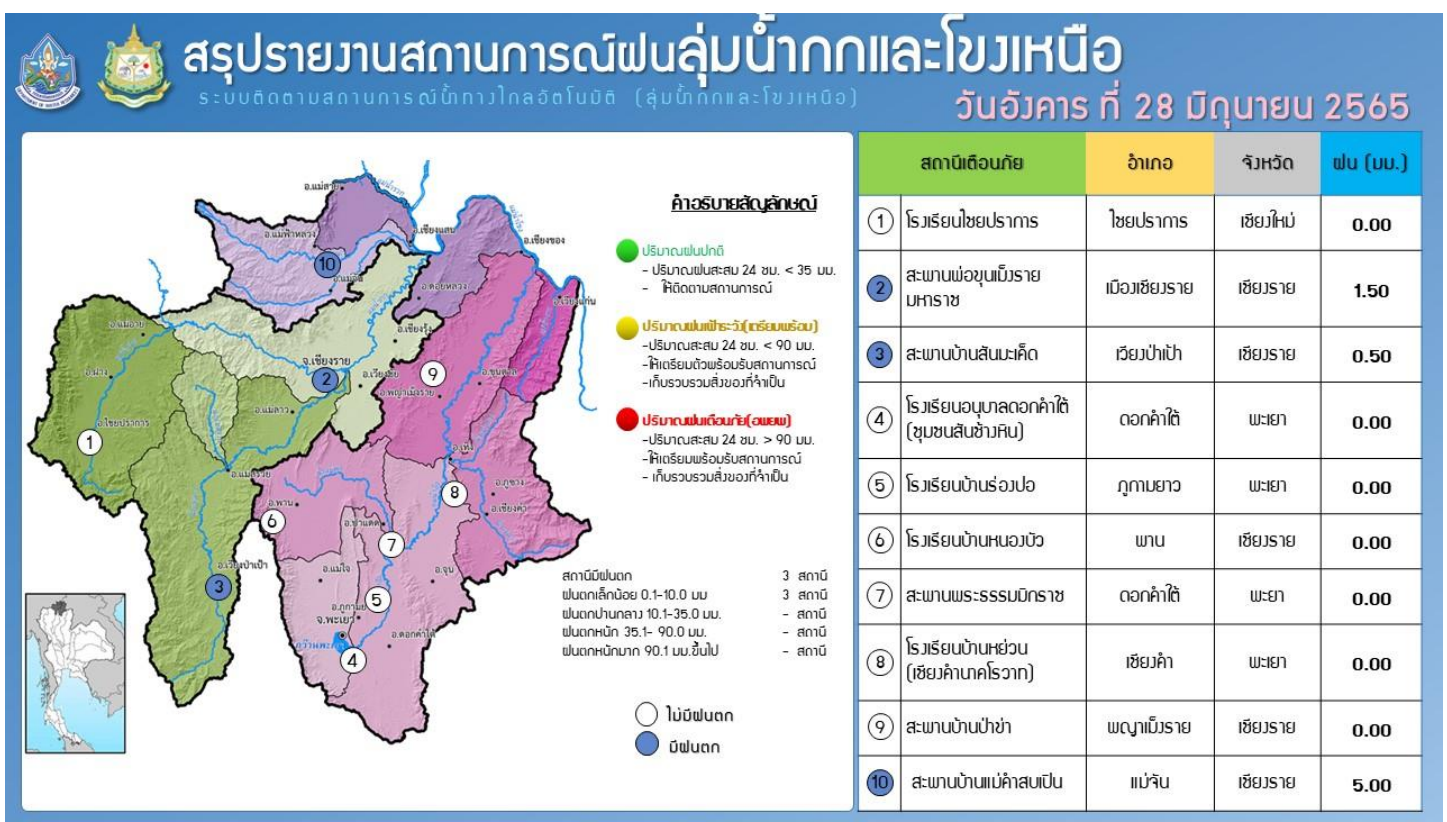 สรุปรายงานสถานการณ์ฝนลุ่มน้ำกกและโขงเหนือ
ระบบติดตามสถานการณ์น้ำทางไกลอัตโนมัติ (ลุ่มน้ำกกและโขงเหนือ)
วันอังคาร ที่ 28 มิถุนายน 2565
อ.แม่สาย
อ.แม่ฟ้าหลวง
อ.เชียงแสน
อ.เชียงของ
10
อ.แม่จัน
อ.ดอยหลวง
อ.เวียงแก่น
อ.แม่อาย
อ.เชียงรุ้ง
จ.เชียงราย
2
อ.เวียงชัย
9
อ.ขุนตาล
อ.ฝาง
อ.พญาเม็งราย
อ.แม่ลาว
อ.ไชยปราการ
1
อ.เทิง
อ.แม่สรวย
8
อ.ภูซาง
อ.พาน
อ.เชียงคำ
6
อ.ป่าแดด
7
อ.เวียงป่าเป้า
3
อ.แม่ใจ
อ.จุน
5
จ.พะเยา
อ.ดอกคำใต้
4
คำอธิบายสัญลักษณ์
ปริมาณฝนปกติ
- ปริมาณฝนสะสม 24 ชม. < 35 มม.
- ให้ติดตามสถานการณ์
ปริมาณฝนเฝ้าระวัง(เตรียมพร้อม)
-ปริมาณสะสม 24 ชม. < 90 มม.
-ให้เตรียมตัวพร้อมรับสถานการณ์
-เก็บรวบรวมสิ่งของที่จำเป็น
ปริมาณฝนเตือนภัย(อพยพ)
-ปริมาณสะสม 24 ชม. > 90 มม.
-ให้เตรียมพร้อมรับสถานการณ์
- เก็บรวบรวมสิ่งของที่จำเป็น
สถานีมีฝนตก 3 สถานี
ฝนตกเล็กน้อย 0.1-10.0 มม 3 สถานี
ฝนตกปานกลาง 10.1-35.0 มม. - สถานี
ฝนตกหนัก 35.1- 90.0 มม. - สถานี
ฝนตกหนักมาก 90.1 มม.ขึ้นไป - สถานี
ไม่มีฝนตก
มีฝนตก
สถานีเตือนภัย อำเภอ จังหวัด ฝน (มม.)
1 โรงเรียนไชยปราการ ไชยปราการ เชียงใหม่ 0.00
2 สะพานพ่อขุนเม็งราย
มหาราช เมืองเชียงราย เชียงราย 1.50
3 สะพานบ้านสันมะเค็ด เวียงป่าเป้า เชียงราย 0.50
4 โรงเรียนอนุบาลดอกคำใต้
(ชุมชนสันช้างหิน) ดอกคำใต้ พะเยา 0.00
5 โรงเรียนบ้านร่องปอ ภูกามยาว พะเยา 0.00
6 โรงเรียนบ้านหนองบัว พาน เชียงราย 0.00
7 สะพานพระธรรมมิกราช ดอกคำใต้ พะยา 0.00
8 โรงเรียนบ้านหย่วน
(เชียงคำนาคโรวาท) เชียงคำ พะเยา 0.00
9 สะพานบ้านป่าข่า พญาเม็งราย เชียงราย 0.00
10 สะพานบ้านแม่คำสบเปิน แม่จัน เชียงราย 5.00